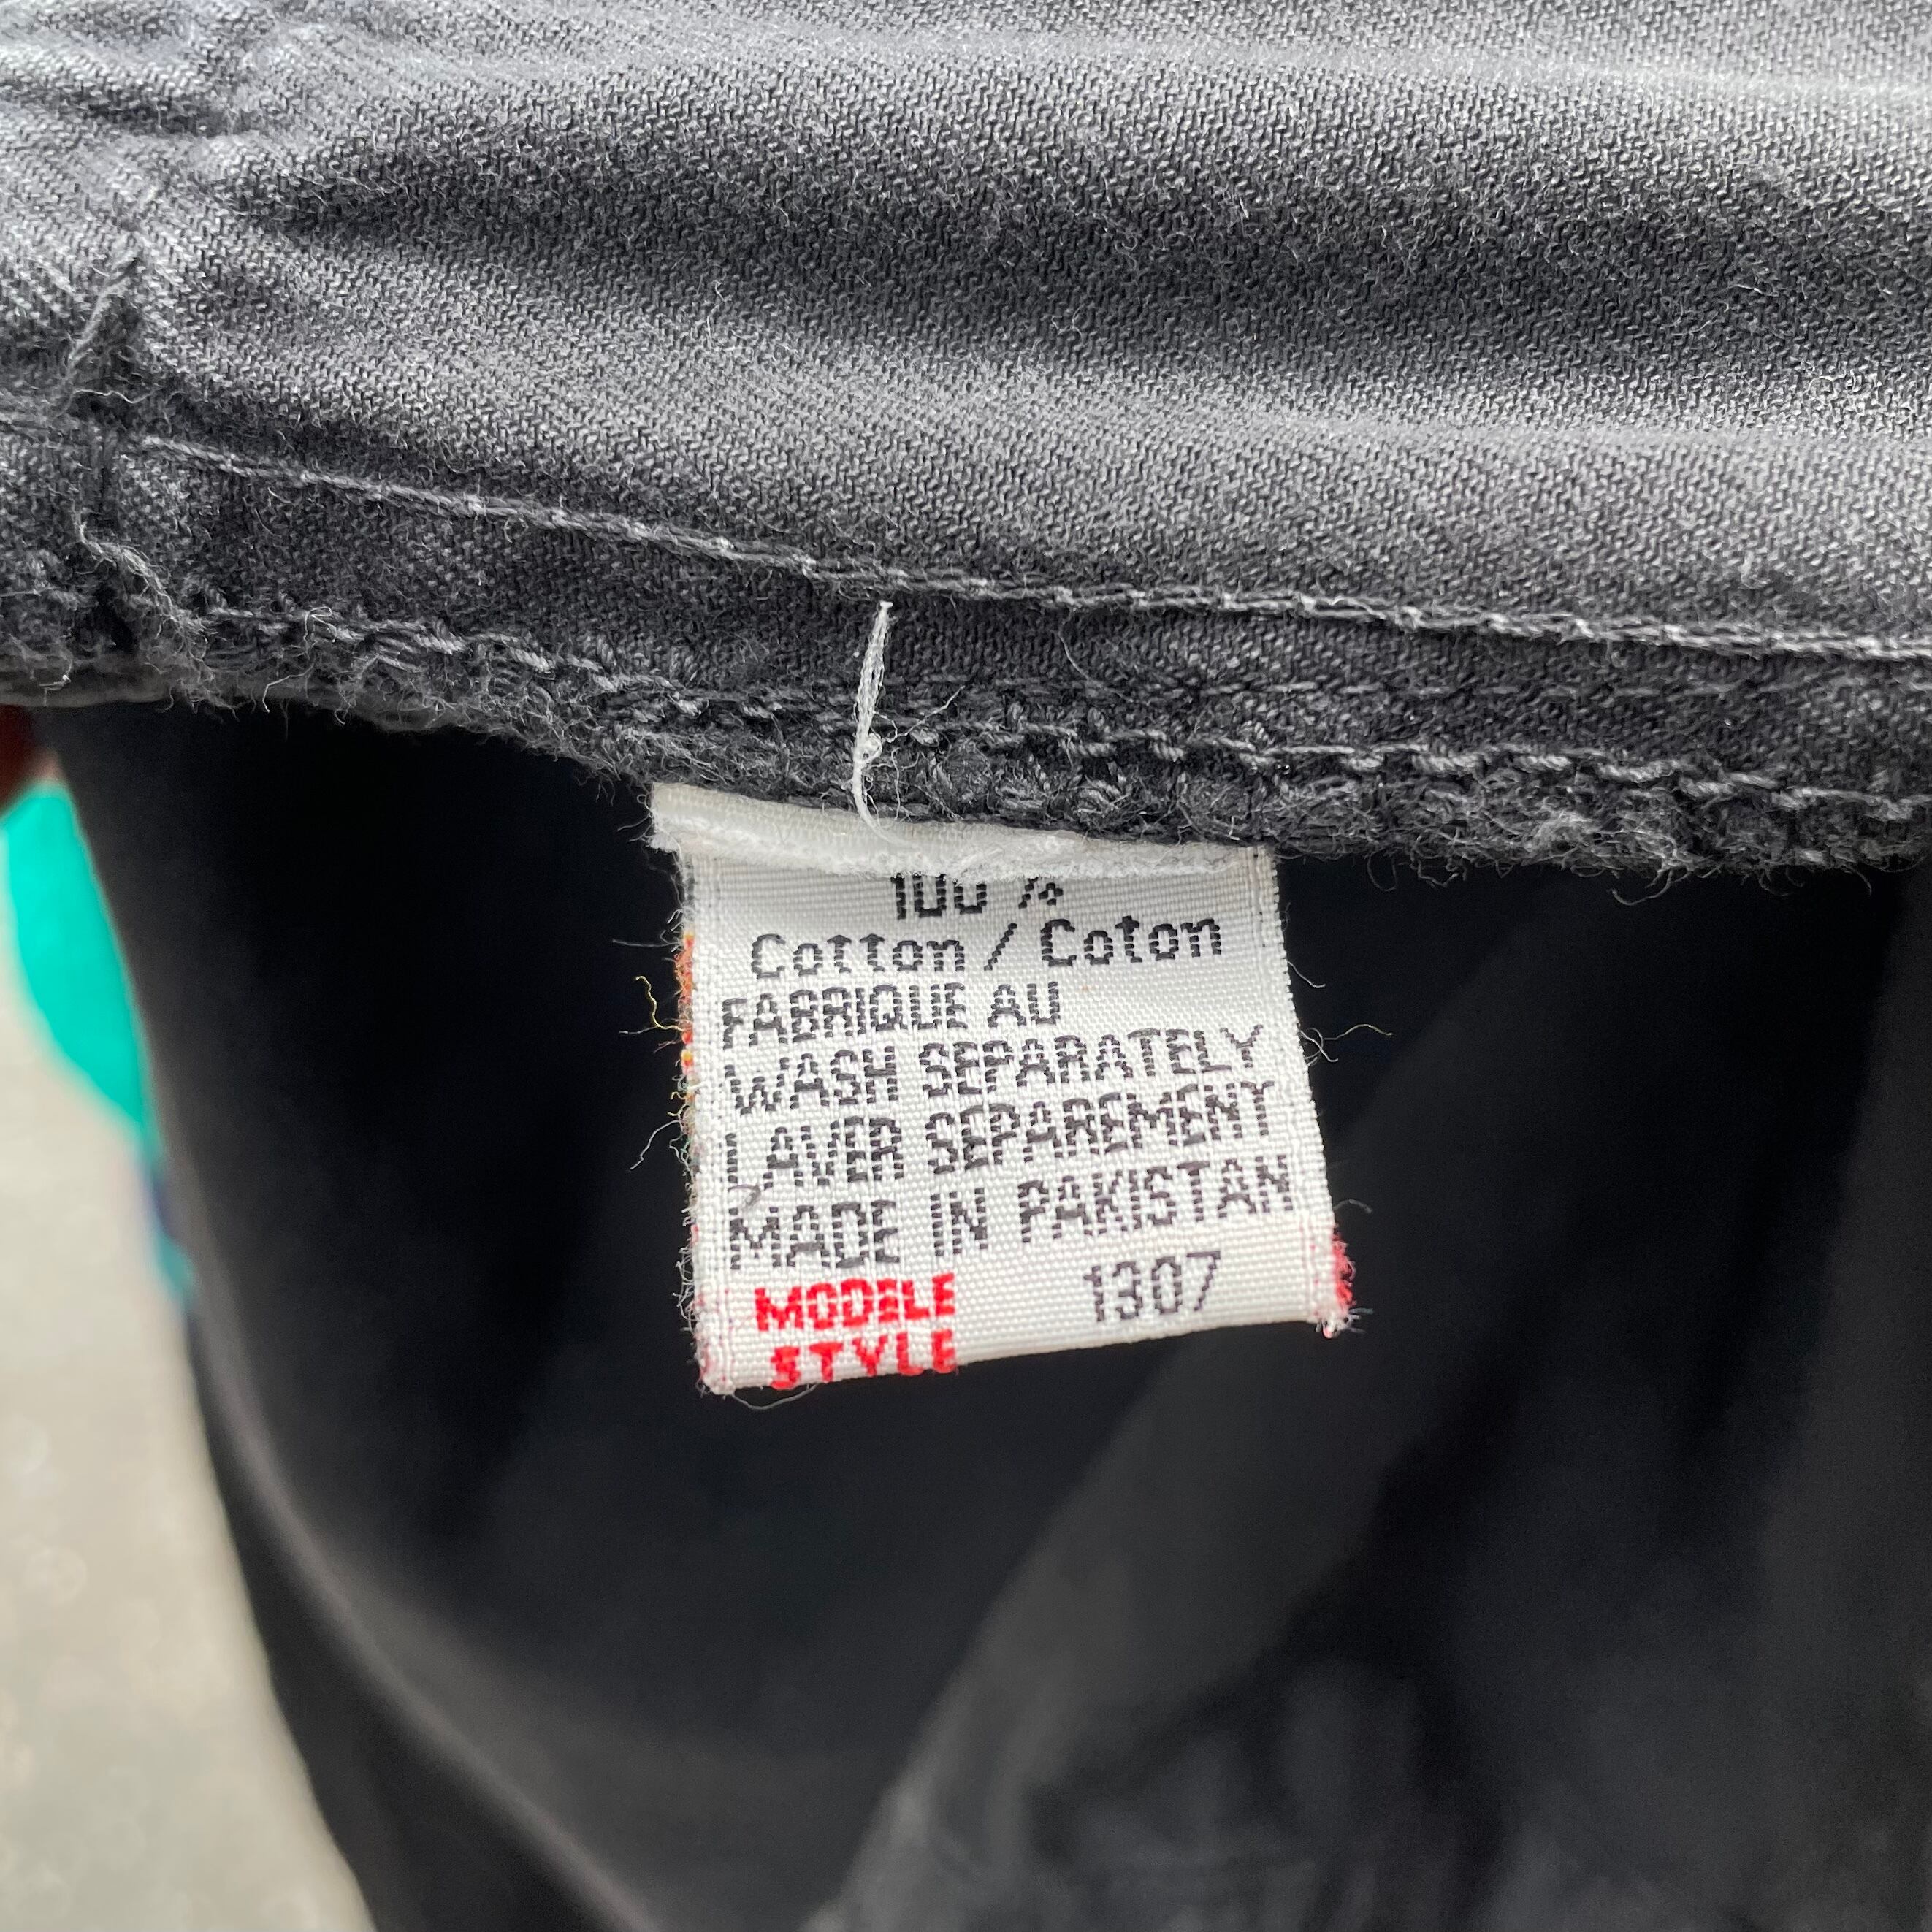 100 %
Cotton / Coton
FABRIQUE AU
WASH SEPARATELY
LAVER SEPAREMENT
MADE IN PAKISTAN
MODELE 1307
STYLE